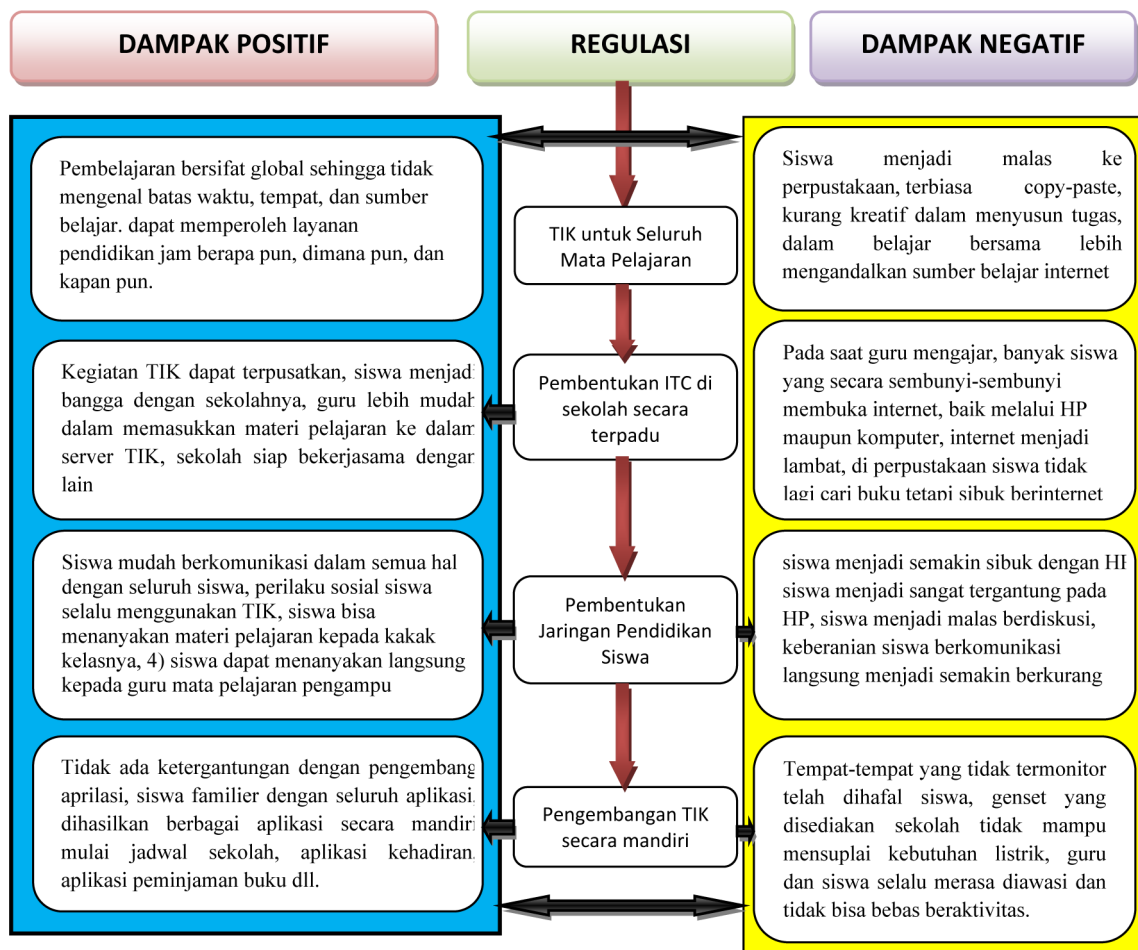 DAMPAK POSITIF
REGULASI
DAMPAK NEGATIF
Pembelajaran bersifat global sehingga tidak
mengenal batas waktu, tempat, dan sumber
belajar. dapat memperoleh layanan
pendidikan jam berapa pun, dimana pun, dan
kapan pun.
TIK untuk Seluruh
Mata Pelajaran
Siswa menjadi malas ke
perpustakaan, terbiasa copy-paste,
kurang kreatif dalam menyusun tugas,
dalam belajar bersama lebih
mengandalkan sumber belajar internet
Kegiatan TIK dapat terpusatkan, siswa menjadi
bangga dengan sekolahnya, guru lebih mudah
dalam memasukkan materi pelajaran ke dalam
server TIK, sekolah siap bekerjasama dengan
lain
Pembentukan ITC di
sekolah secara
terpadu
Pada saat guru mengajar, banyak siswa
yang secara sembunyi-sembunyi
membuka internet, baik melalui HP
maupun komputer, internet menjadi
lambat, di perpustakaan siswa tidak
lagi cari buku tetapi sibuk berinternet
Siswa mudah berkomunikasi dalam semua hal
dengan seluruh siswa, perilaku sosial siswa
selalu menggunakan TIK, siswa bisa
menanyakan materi pelajaran kepada kakak
kelasnya, 4) siswa dapat menanyakan langsung
kepada guru mata pelajaran pengampu
Pembentukan
Jaringan Pendidikan
Siswa
siswa menjadi semakin sibuk dengan HP
siswa menjadi sangat tergantung pada
HP, siswa menjadi malas berdiskusi,
keberanian siswa berkomunikasi
langsung menjadi semakin berkurang
Tidak ada ketergantungan dengan pengembang
aprilasi, siswa familier dengan seluruh aplikasi,
dihasilkan berbagai aplikasi secara mandiri
mulai jadwal sekolah, aplikasi kehadiran,
aplikasi peminjaman buku dll.
Pengembangan TIK
secara mandiri
Tempat-tempat yang tidak termonitor
telah dihafal siswa, genset yang
disediakan sekolah tidak mampu
mensuplai kebutuhan listrik, guru
dan siswa selalu merasa diawasi dan
tidak bisa bebas beraktivitas.